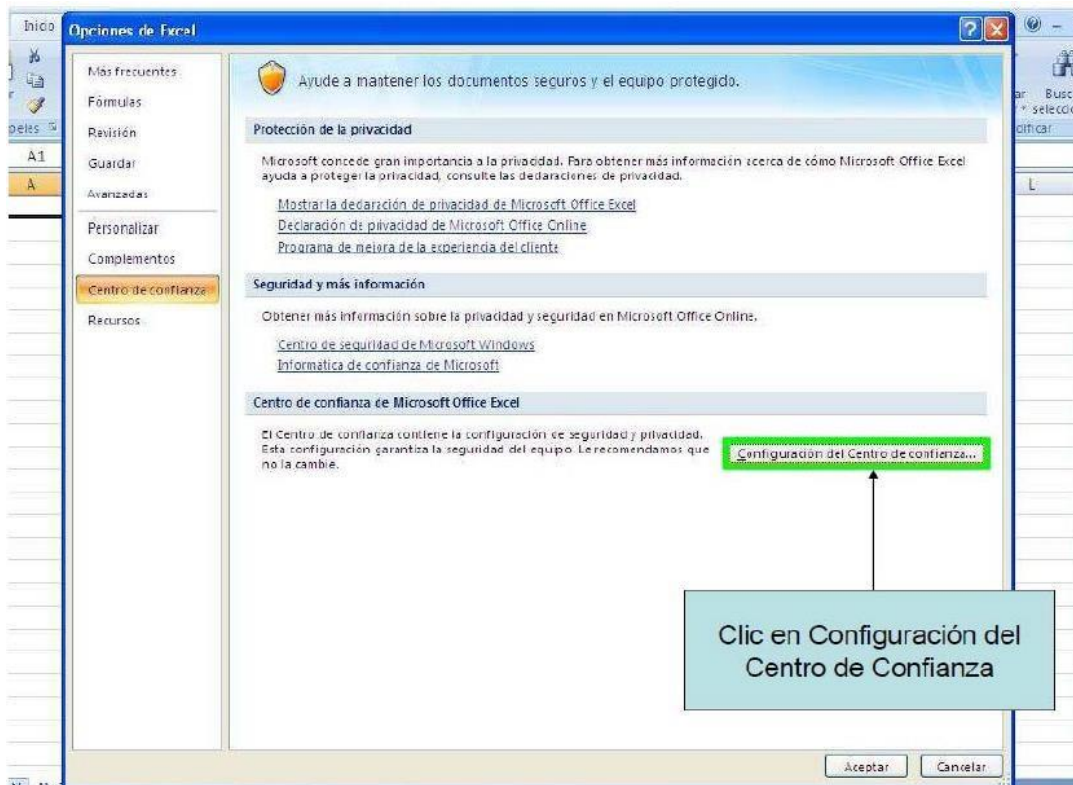 Inicio
Opciones de Excel
Más frecuentes
Fórmulas
Revisión
Guardar
Avanzadas
Personalizar
Complementos
Centro de confianza
Recursos
A1
A
Ayude a mantener los documentos seguros y el equipo protegido.
Protección de la privacidad
Microsoft concede gran importancia a la privacidad. Para obtener más información acerca de cómo Microsoft Office Excel
ayuda a proteger la privacidad, consulte las declaraciones de privacidad.
Mostrar la declaración de privacidad de Microsoft Office Excel
Declaración de privacidad de Microsoft Office Online
Programa de mejora de la experiencia del cliente
Seguridad y más información
Obtener más información sobre la privacidad y seguridad en Microsoft Office Online.
Centro de seguridad de Microsoft Windows
Informática de confianza de Microsoft
Centro de confianza de Microsoft Office Excel
El Centro de confianza contiene la configuración de seguridad y privacidad.
Esta configuración garantiza la seguridad del equipo. Le recomendamos que
no la cambie.
Configuración del Centro de confianza...
Clic en Configuración del
Centro de Confianza
Aceptar
Cancelar
L